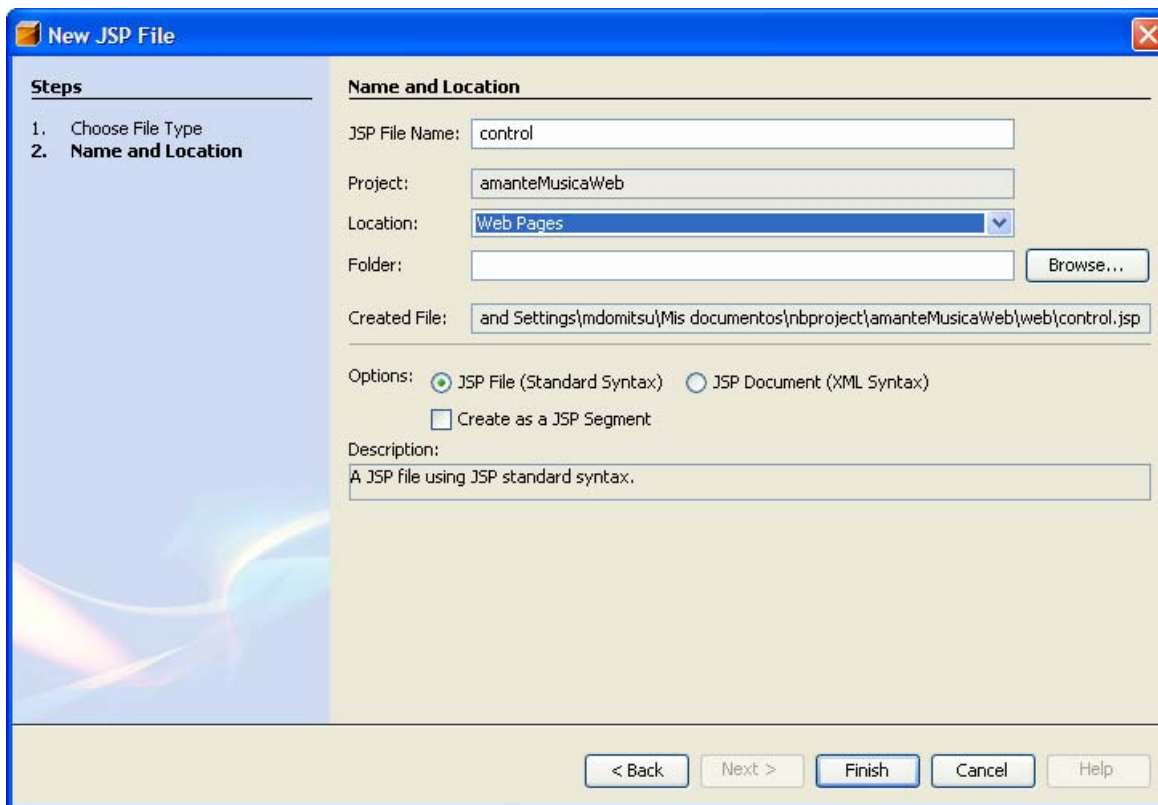 New JSP File
Steps
1. Choose File Type
2. Name and Location
Name and Location
JSP File Name: control
Project: amanteMusicaWeb
Location: Web Pages
Folder: Browse...
Created File: and Settings\mdomitsu\Mis documentos\nbproject\amanteMusicaWeb\web\control.jsp
Options: JSP File (Standard Syntax) JSP Document (XML Syntax)
Create as a JSP Segment
Description:
A JSP file using JSP standard syntax.
< Back Next > Finish Cancel Help